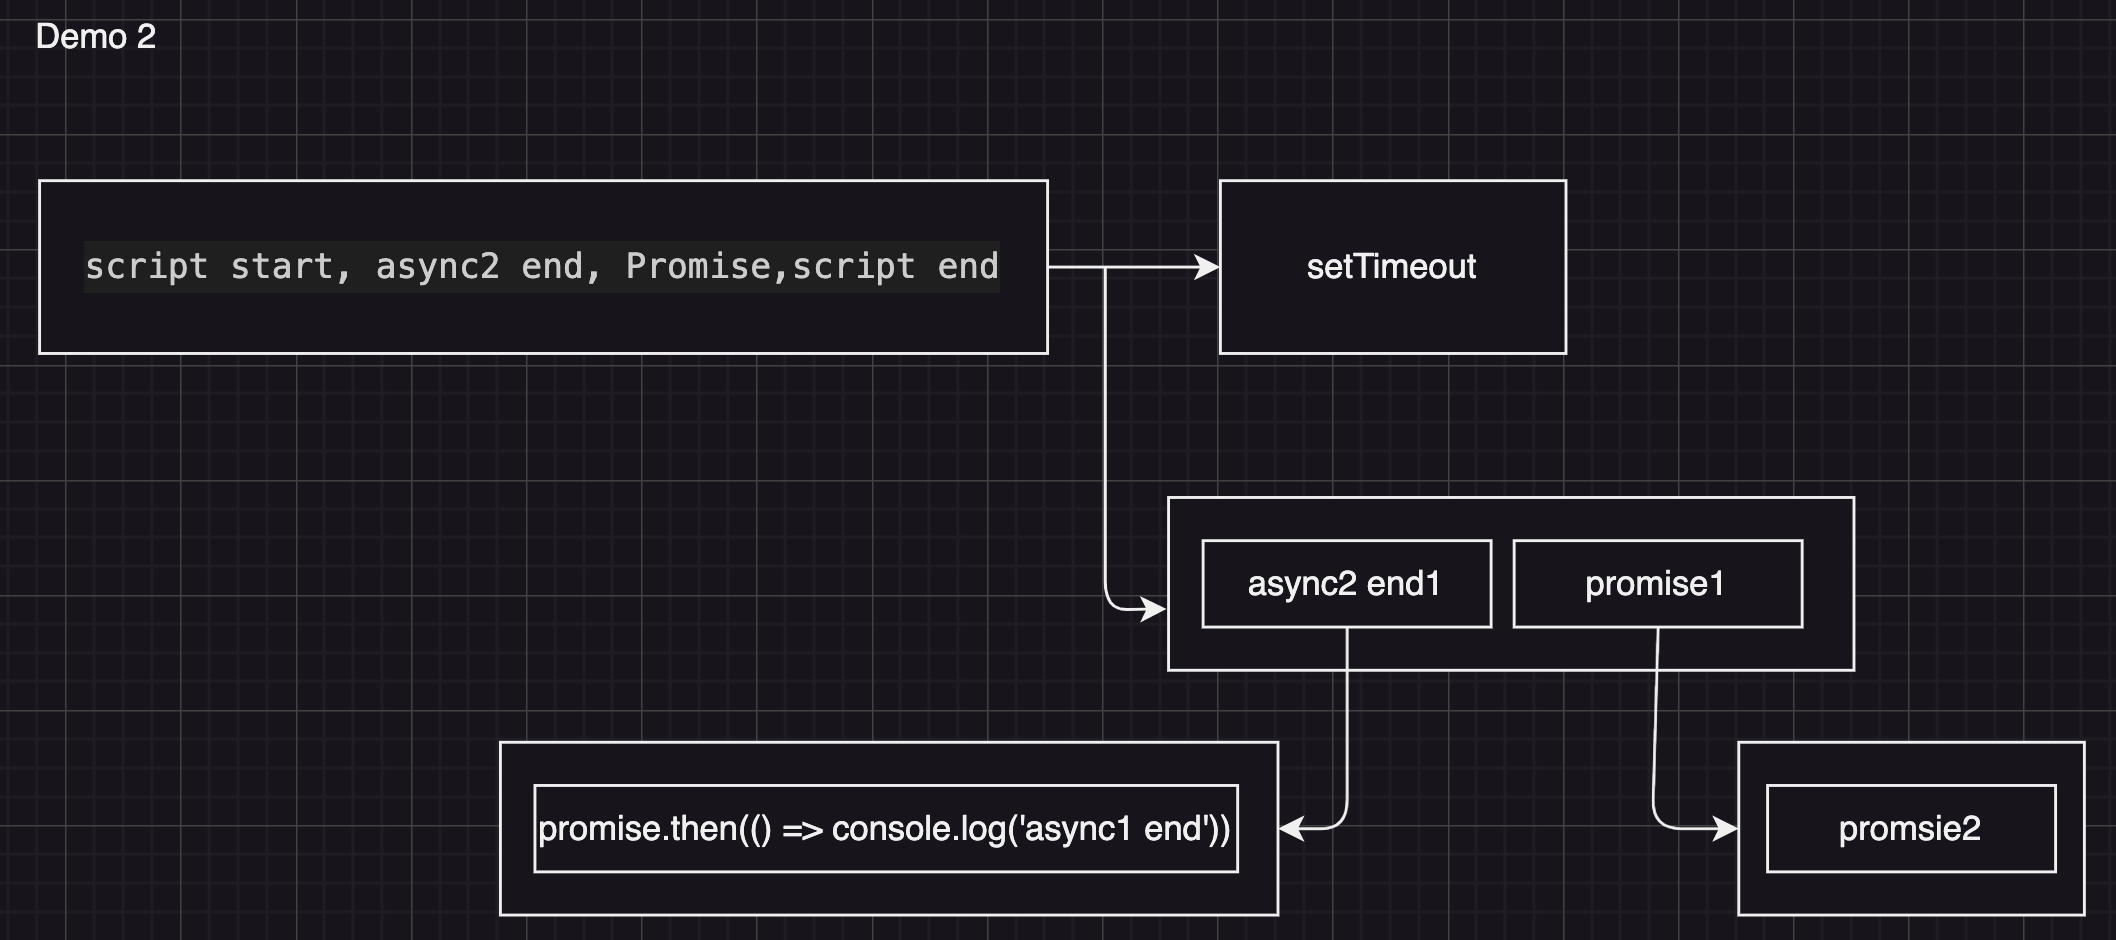 Demo 2
script start, async2 end, Promise,script end
setTimeout
async2 end1
promise1
promise.then(() => console.log('async1 end'))
promsie2